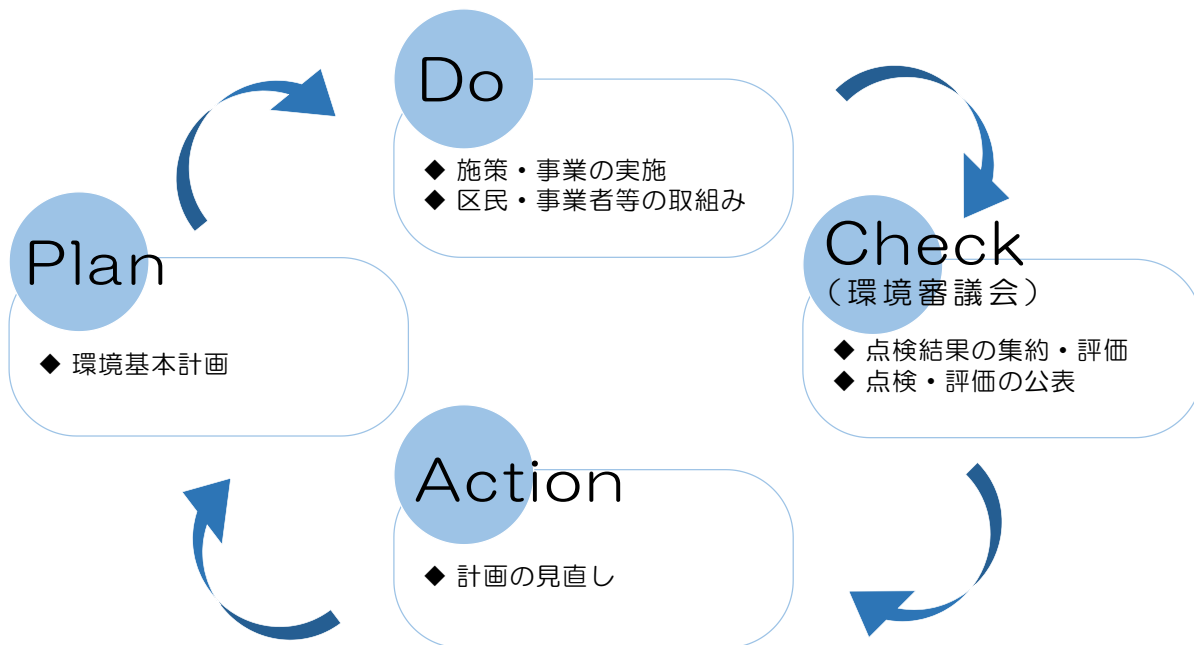 Plan
◆ 環境基本計画
Do
◆ 施策・事業の実施
◆ 区民・事業者等の取組み
Check
（環境審議会）
◆ 点検結果の集約・評価
◆ 点検・評価の公表
Action
◆ 計画の見直し